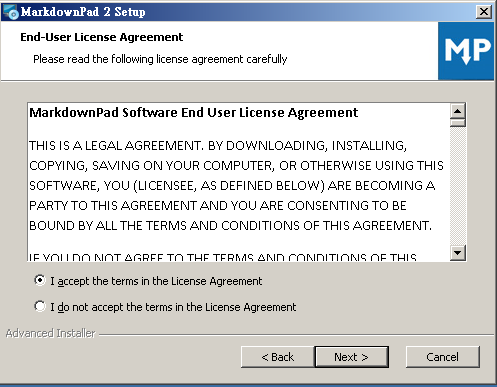 MarkdownPad 2 Setup
End-User License Agreement
Please read the following license agreement carefully
MP
MarkdownPad Software End User License Agreement
THIS IS A LEGAL AGREEMENT. BY DOWNLOADING, INSTALLING,
COPYING, SAVING ON YOUR COMPUTER, OR OTHERWISE USING THIS
SOFTWARE, YOU (LICENSEE, AS DEFINED BELOW) ARE BECOMING A
PARTY TO THIS AGREEMENT AND YOU ARE CONSENTING TO BE
BOUND BY ALL THE TERMS AND CONDITIONS OF THIS AGREEMENT.
IF YOU DO NOT AGREE TO THE TERMS AND CONDITIONS OF THIS
I accept the terms in the License Agreement
I do not accept the terms in the License Agreement
Advanced Installer
< Back Next > Cancel